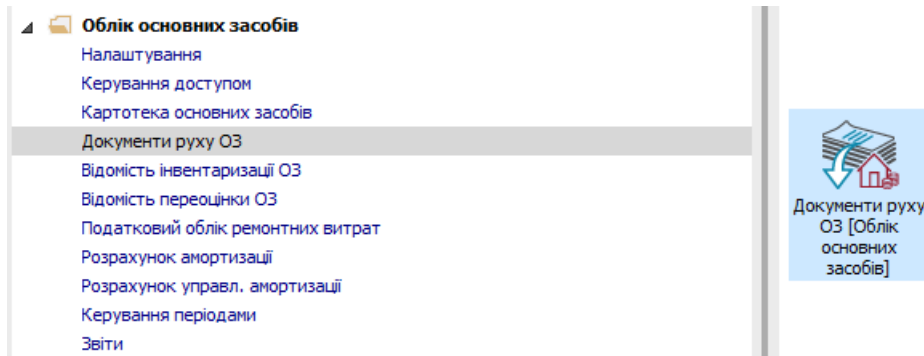 Облік основних засобів
Налаштування
Керування доступом
Картотека основних засобів
Документи руху ОЗ
Відомість інвентаризації ОЗ
Відомість переоцінки ОЗ
Податковий облік ремонтних витрат
Розрахунок амортизації
Розрахунок управл. амортизації
Керування періодами
Звіти
Документи руху
ОЗ [Облік
основних
засобів]